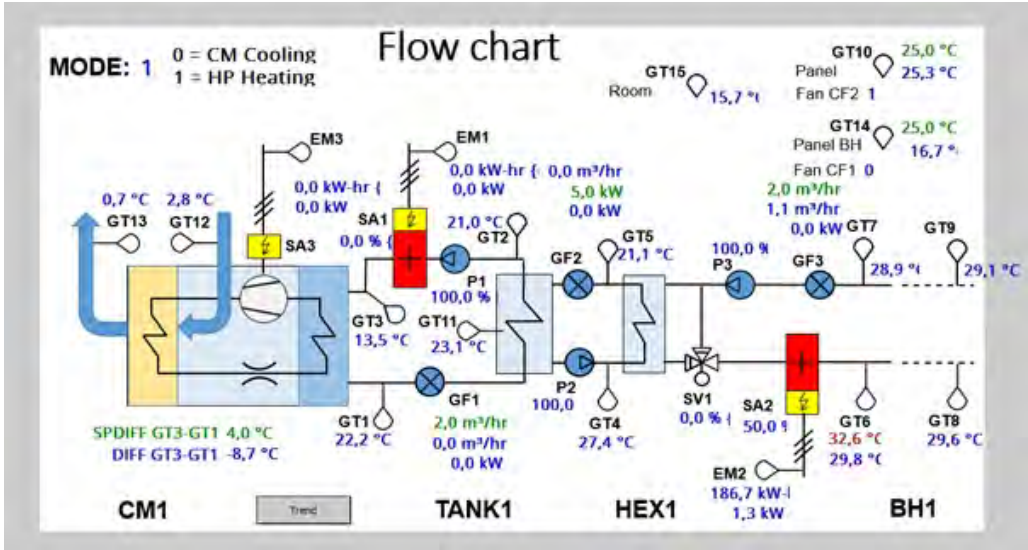 Flow chart
MODE: 1
0 = CM Cooling
1 = HP Heating
GT15
Room
15,7 °
GT10
25,0 °C
Panel
25,3 °C
Fan CF2 1
GT14
25,0 °C
Panel BH
16,7 °
Fan CF1 0
EM3
0,0 kW-hr (
0,0 kW
EM1
0,0 kW-hr (
0,0 kW
0,0 m³/hr
5,0 kW
0,0 kW
2,0 m³/hr
1,1 m³/hr
0,0 kW
0,7 °C
2,8 °C
GT13
GT12
SA3
SA1
0,0 % (
21,0 °C
GT2
P1
100,0 %
GF2
GT5
21,1 °C
100,0 %
P3
GF3
GT7
28,9 °C
GT9
29,1 °C
GT3
13,5 °C
GT11
23,1 °C
GT1
22,2 °C
GF1
2,0 m³/hr
0,0 m³/hr
0,0 kW
P2
100,0
GT4
27,4 °C
SV1
0,0 % (
SA2
50,0 %
GT6
32,6 °C
29,8 °C
GT8
29,6 °C
EM2
186,7 kW-
1,3 kW
SPDIFF GT3-GT1 4,0 °C
DIFF GT3-GT1 -8,7 °C
CM1
Trend
TANK1
HEX1
BH1